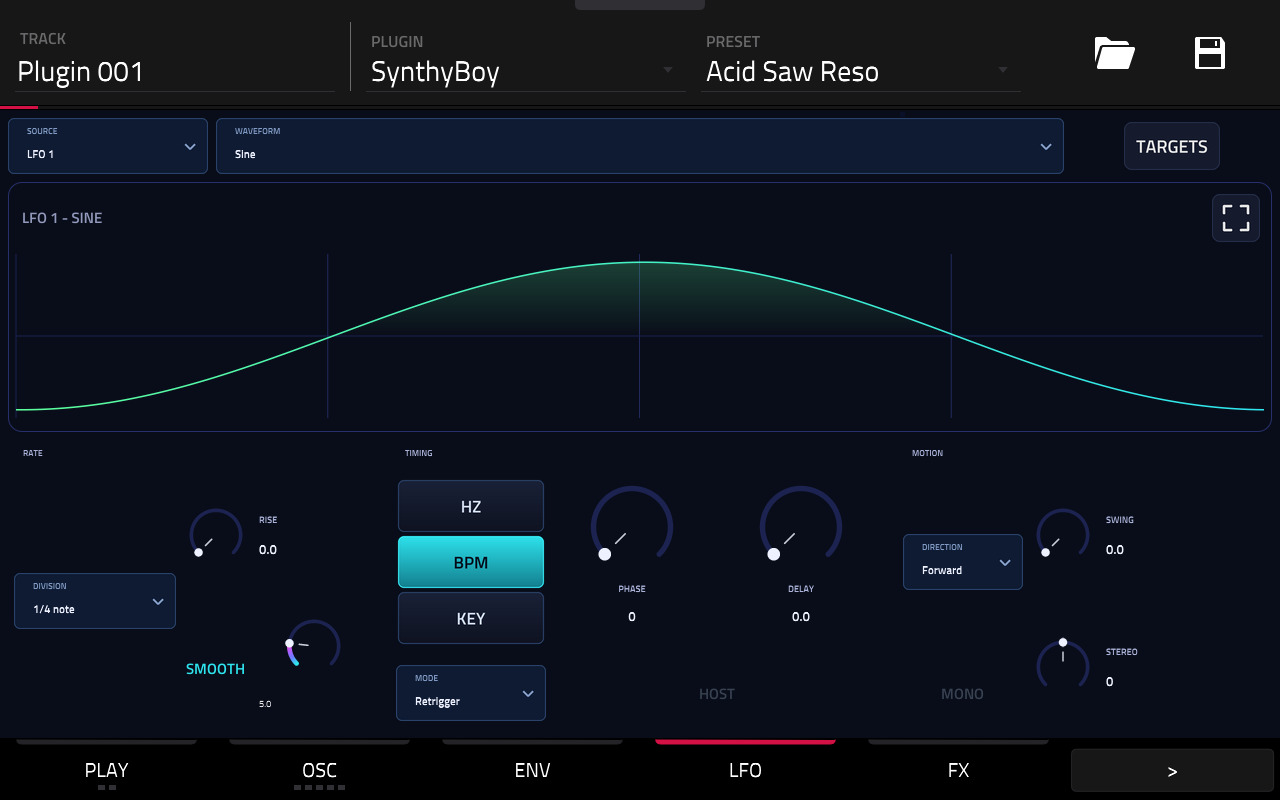 TRACK
Plugin 001
PLUGIN
SynthyBoy
PRESET
Acid Saw Reso
SOURCE
LFO 1
WAVEFORM
Sine
TARGETS
LFO 1 - SINE
RATE
TIMING
MOTION
RISE
0.0
DIVISION
1/4 note
SMOOTH
5.0
HZ
BPM
KEY
MODE
Retrigger
PHASE
0
DELAY
0.0
HOST
DIRECTION
Forward
SWING
0.0
MONO
STEREO
0
PLAY
OSC
ENV
LFO
FX
>